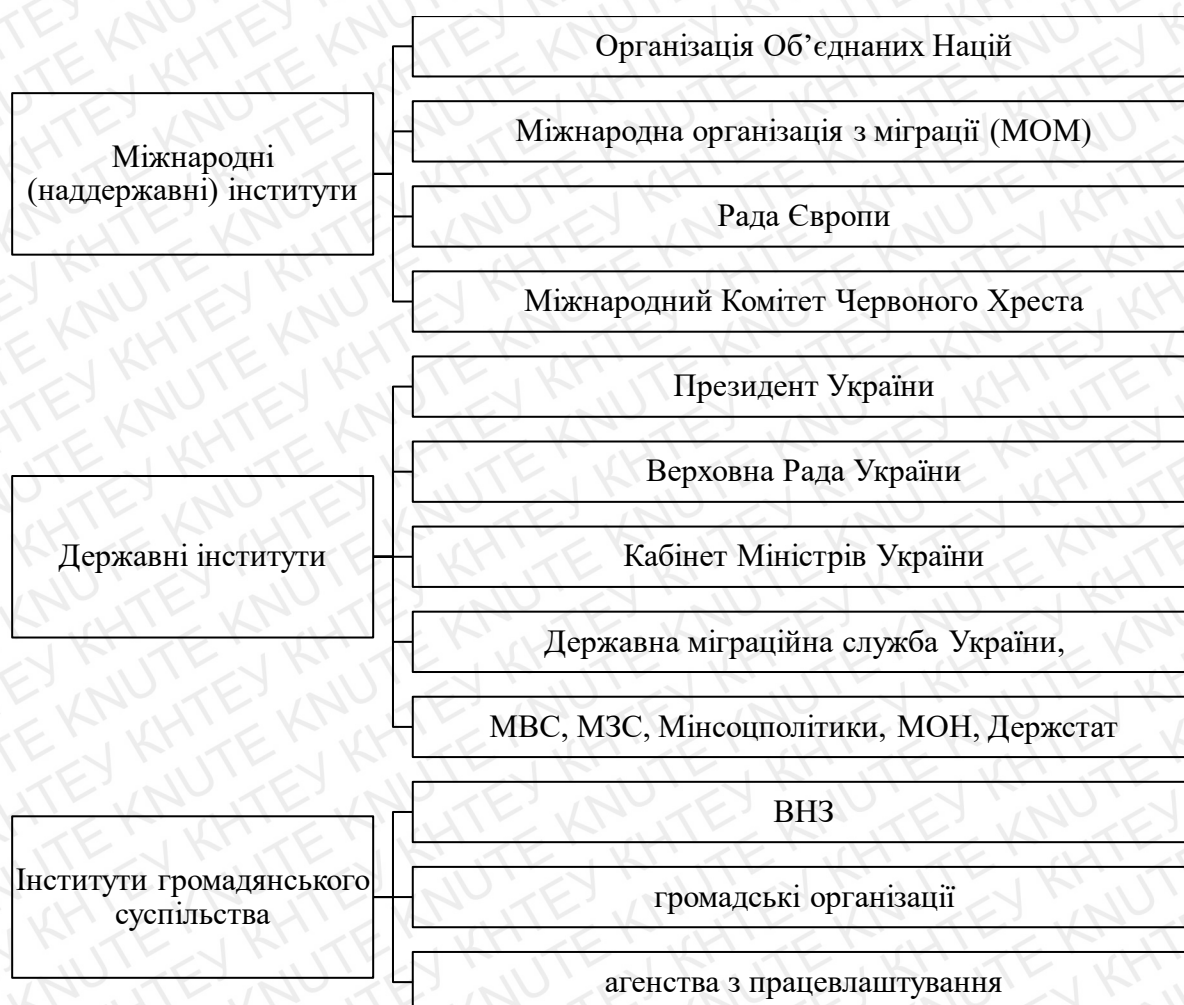 Міжнародні
(наддержавні) інститути
Організація Об’єднаних Націй
Міжнародна організація з міграції (МОМ)
Рада Європи
Міжнародний Комітет Червоного Хреста
Державні інститути
Президент України
Верховна Рада України
Кабінет Міністрів України
Державна міграційна служба України,
МВС, МЗС, Мінсоцполітики, МОН, Держстат
Інститути громадянського
суспільства
ВНЗ
громадські організації
агенства з працевлаштування